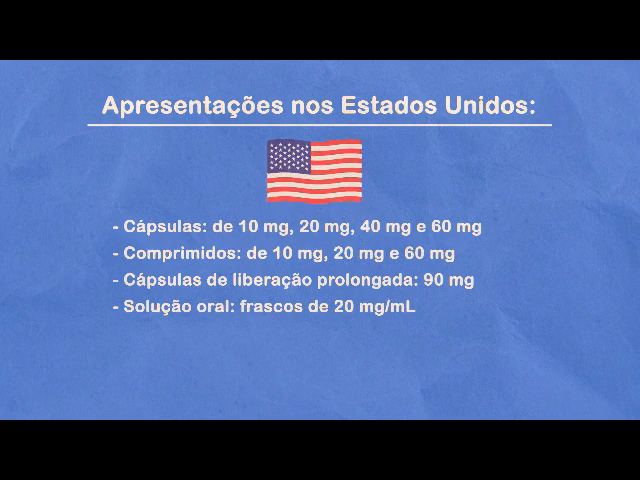 Apresentações nos Estados Unidos:
- Cápsulas: de 10 mg, 20 mg, 40 mg e 60 mg
- Comprimidos: de 10 mg, 20 mg e 60 mg
- Cápsulas de liberação prolongada: 90 mg
- Solução oral: frascos de 20 mg/mL